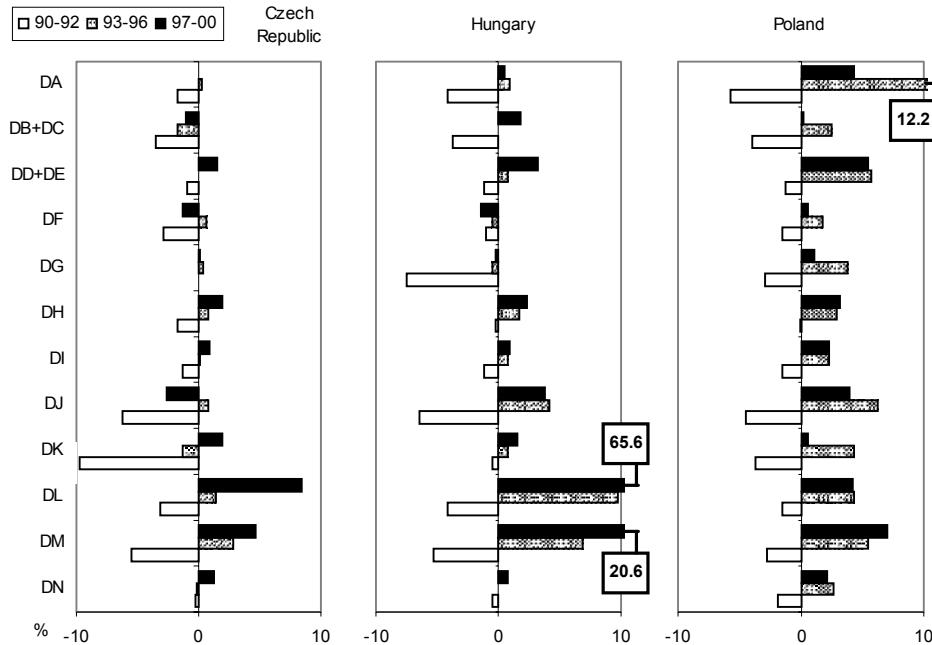 90-92 93-96 97-00
Czech
Republic
Hungary
Poland
DA
DB+DC
DD+DE
DF
DG
DH
DI
DJ
DK
DL
DM
DN
12.2
65.6
20.6
%
-10 0 10
-10 0 10
-10 0 10